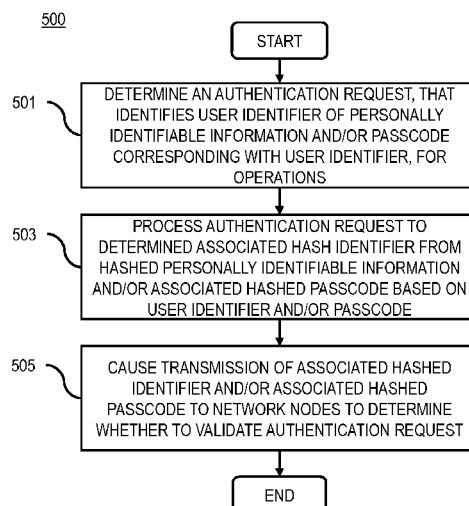 500
START
501
DETERMINE AN AUTHENTICATION REQUEST, THAT
IDENTIFIES USER IDENTIFIER OF PERSONALLY
IDENTIFIABLE INFORMATION AND/OR PASSCODE
CORRESPONDING WITH USER IDENTIFIER, FOR
OPERATIONS
503
PROCESS AUTHENTICATION REQUEST TO
DETERMINED ASSOCIATED HASH IDENTIFIER FROM
HASHED PERSONALLY IDENTIFIABLE INFORMATION
AND/OR ASSOCIATED HASHED PASSCODE BASED ON
USER IDENTIFIER AND/OR PASSCODE
505
CAUSE TRANSMISSION OF ASSOCIATED HASHED
IDENTIFIER AND/OR ASSOCIATED HASHED
PASSCODE TO NETWORK NODES TO DETERMINE
WHETHER TO VALIDATE AUTHENTICATION REQUEST
END